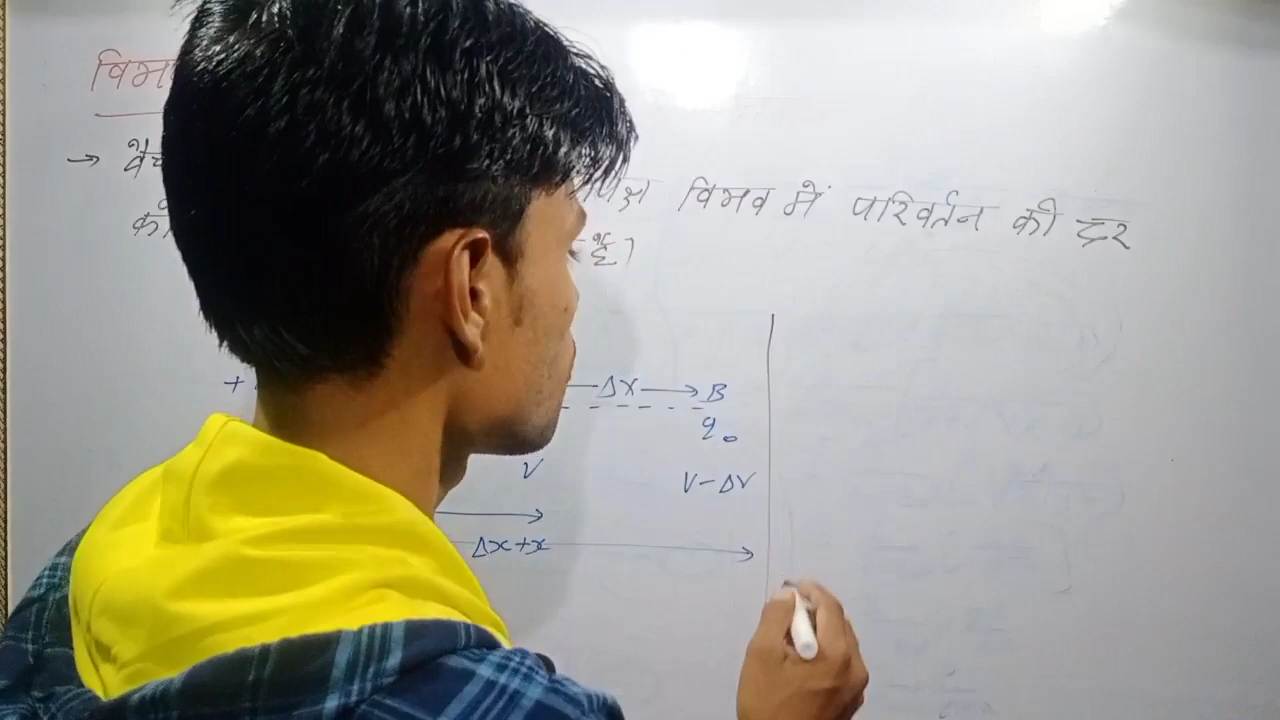 विभ
→
को विभव में परिवर्तन की दर
है।
+ Δx → B
q₀
V V-ΔV
Δx+x